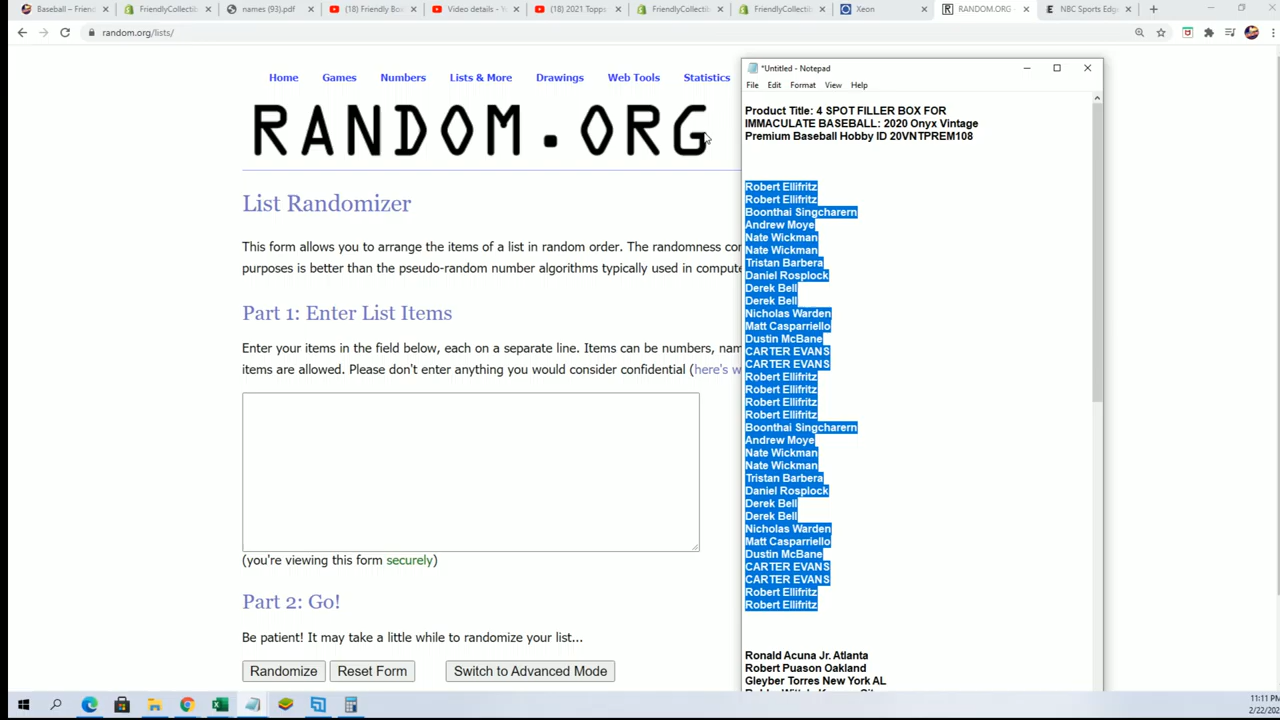 Baseball – Frien
FriendlyCollectib
names (93).pdf
(18) Friendly Bo
Video details - Y
(18) 2021 Topps
FriendlyCollectib
FriendlyCollectib
Xeon
RANDOM.ORG
NBC Sports Edg
random.org/lists/
Home
Games
Numbers
Lists & More
Drawings
Web Tools
Statistics
RANDOM.ORG
List Randomizer
This form allows you to arrange the items of a list in random order. The randomness co
purposes is better than the pseudo-random number algorithms typically used in compute
Part 1: Enter List Items
Enter your items in the field below, each on a separate line. Items can be numbers, nam
items are allowed. Please don't enter anything you would consider confidential (here's w
(you're viewing this form securely)
Part 2: Go!
Be patient! It may take a little while to randomize your list...
Randomize
Reset Form
Switch to Advanced Mode
*Untitled - Notepad
File Edit Format View Help
Product Title: 4 SPOT FILLER BOX FOR
IMMACULATE BASEBALL: 2020 Onyx Vintage
Premium Baseball Hobby ID 20VNTPREM108
Robert Ellifritz
Robert Ellifritz
Boonthai Singcharern
Andrew Moye
Nate Wickman
Nate Wickman
Tristan Barbera
Daniel Rosplock
Derek Bell
Derek Bell
Nicholas Warden
Matt Casparriello
Dustin McBane
CARTER EVANS
CARTER EVANS
Robert Ellifritz
Robert Ellifritz
Robert Ellifritz
Robert Ellifritz
Boonthai Singcharern
Andrew Moye
Nate Wickman
Nate Wickman
Tristan Barbera
Daniel Rosplock
Derek Bell
Derek Bell
Nicholas Warden
Matt Casparriello
Dustin McBane
CARTER EVANS
CARTER EVANS
Robert Ellifritz
Robert Ellifritz
Ronald Acuna Jr. Atlanta
Robert Puason Oakland
Gleyber Torres New York AL
11:11 PM
2/22/202